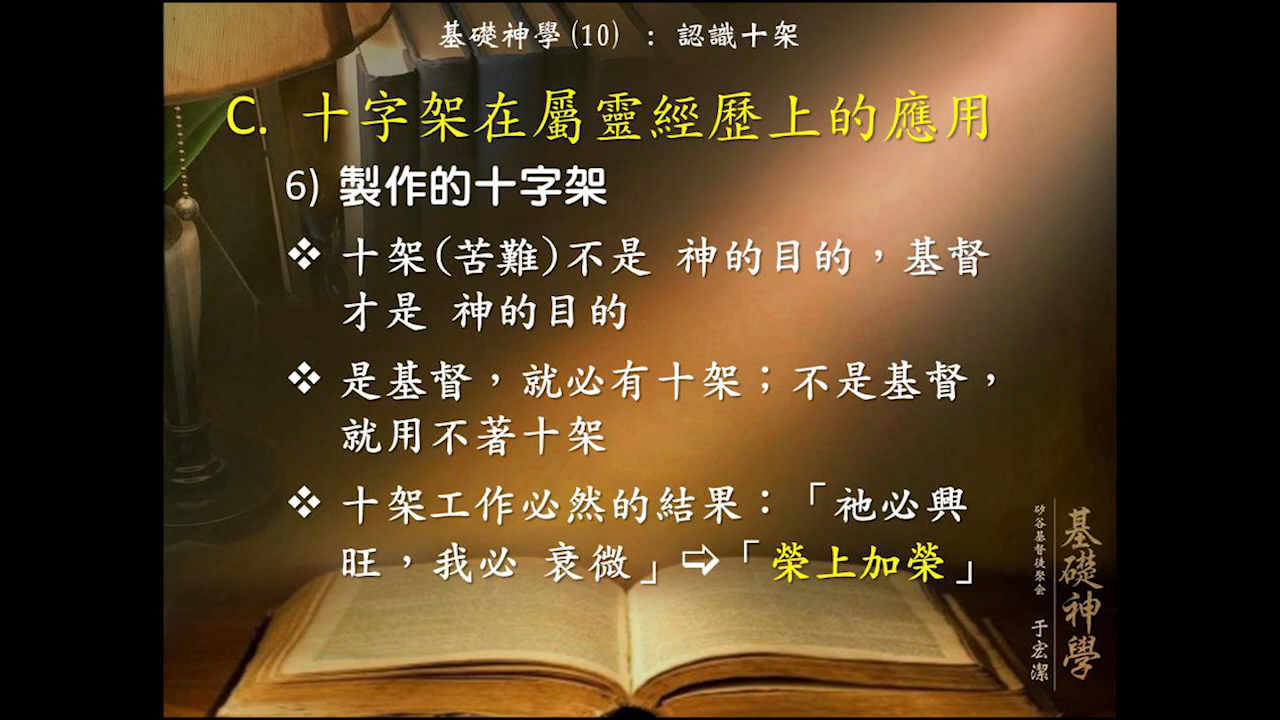 基礎神學(10) : 認識十架
C. 十字架在屬靈經歷上的應用
6) 製作的十字架
❖ 十架(苦難)不是 神的目的，基督
才是 神的目的
❖ 是基督，就必有十架；不是基督，
就用不著十架
❖ 十架工作必然的結果：「祂必興
旺，我必 衰微」⇨「榮上加榮」
基礎神學
矽谷基督徒聚會 于宏潔